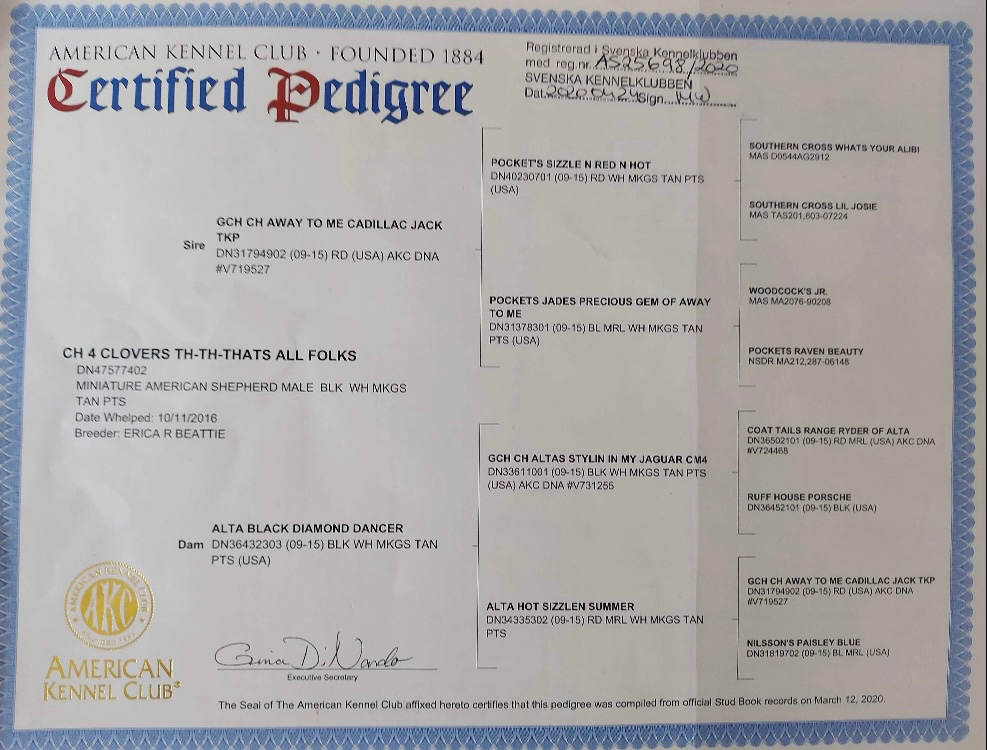 AMERICAN KENNEL CLUB · FOUNDED 1884
Certified Pedigree
Registrerad i Svenska Kennelklubben
med reg.nr. AS25698/2020
SVENSKA KENNELKLUBBEN
Dat. 20200424 Sign.
POCKET'S SIZZLE N RED N HOT
DN40230701 (09-15) RD WH MKGS TAN PTS
(USA)
SOUTHERN CROSS WHATS YOUR ALIBI
MAS D0544AG2912
SOUTHERN CROSS LIL JOSIE
MAS TAS201,603-07224
GCH CH AWAY TO ME CADILLAC JACK
TKP
Sire
DN31794902 (09-15) RD (USA) AKC DNA
#V719527
POCKETS JADES PRECIOUS GEM OF AWAY
TO ME
DN31378301 (09-15) BL MRL WH MKGS TAN
PTS (USA)
WOODCOCK'S JR.
MAS MA2076-90208
POCKETS RAVEN BEAUTY
NSDR MA212,287-06148
CH 4 CLOVERS TH-TH-THATS ALL FOLKS
DN47577402
MINIATURE AMERICAN SHEPHERD MALE BLK WH MKGS
TAN PTS
Date Whelped: 10/11/2016
Breeder: ERICA R BEATTIE
GCH CH ALTAS STYLIN IN MY JAGUAR CM4
DN33611001 (09-15) BLK WH MKGS TAN PTS
(USA) AKC DNA #V731255
COAT TAILS RANGE RYDER OF ALTA
DN36502101 (09-15) RD MRL (USA) AKC DNA
#V724468
RUFF HOUSE PORSCHE
DN36452101 (09-15) BLK (USA)
ALTA BLACK DIAMOND DANCER
Dam DN36432303 (09-15) BLK WH MKGS TAN
PTS (USA)
ALTA HOT SIZZLEN SUMMER
DN34335302 (09-15) RD MRL WH MKGS TAN
PTS
GCH CH AWAY TO ME CADILLAC JACK TKP
DN31794902 (09-15) RD (USA) AKC DNA
#V719527
NILSSON'S PAISLEY BLUE
DN31819702 (09-15) BL MRL (USA)
AMERICAN KENNEL CLUB
AKC
FOUNDED 1884
AMERICAN
KENNEL CLUB®
Gina DiNardo
Executive Secretary
The Seal of The American Kennel Club affixed hereto certifies that this pedigree was compiled from official Stud Book records on March 12, 2020.